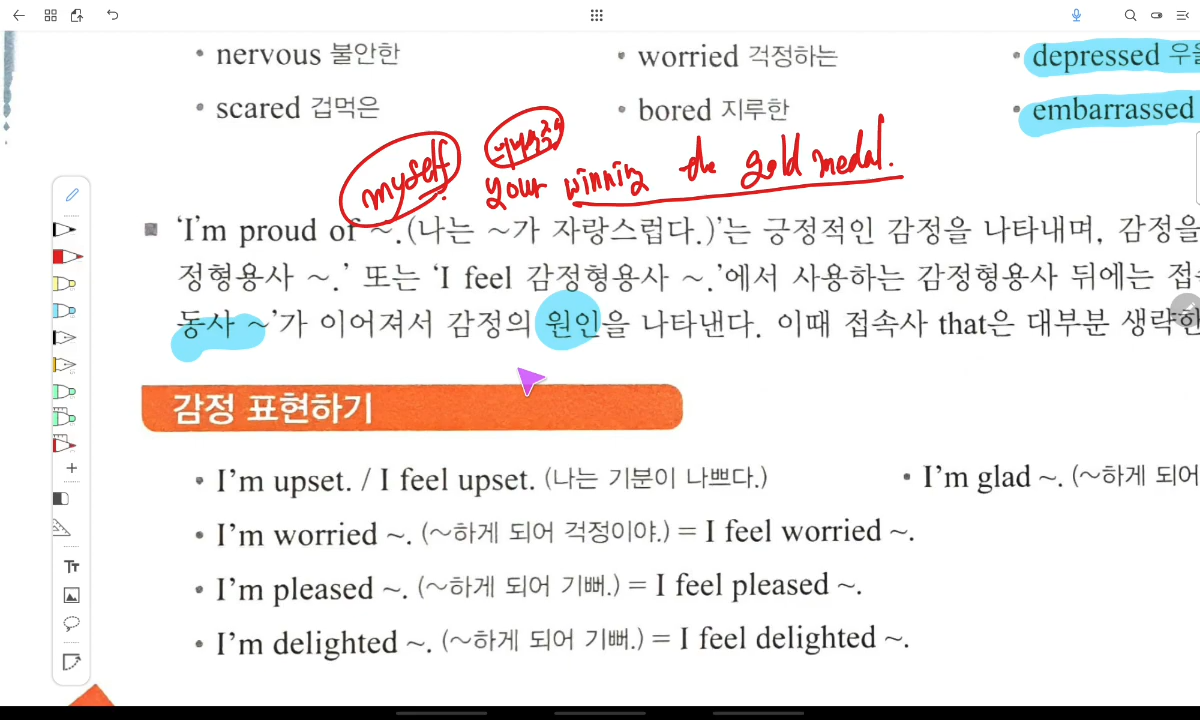 • nervous 불안한 • worried 걱정하는 • depressed 우울
• scared 겁먹은 • bored 지루한 • embarrassed
myself your winning the gold medal.
'I'm proud of ~.(나는 ~가 자랑스럽다.)'는 긍정적인 감정을 나타내며, 감정을
정형용사 ~.' 또는 'I feel 감정형용사 ~.'에서 사용하는 감정형용사 뒤에는 접속
동사 ~'가 이어져서 감정의 원인을 나타낸다. 이때 접속사 that은 대부분 생략한
감정 표현하기
• I'm upset. / I feel upset. (나는 기분이 나쁘다.) • I'm glad ~. (~하게 되어
• I'm worried ~. (~하게 되어 걱정이야.) = I feel worried ~.
• I'm pleased ~. (~하게 되어 기뻐.) = I feel pleased ~.
• I'm delighted ~. (~하게 되어 기뻐.) = I feel delighted ~.